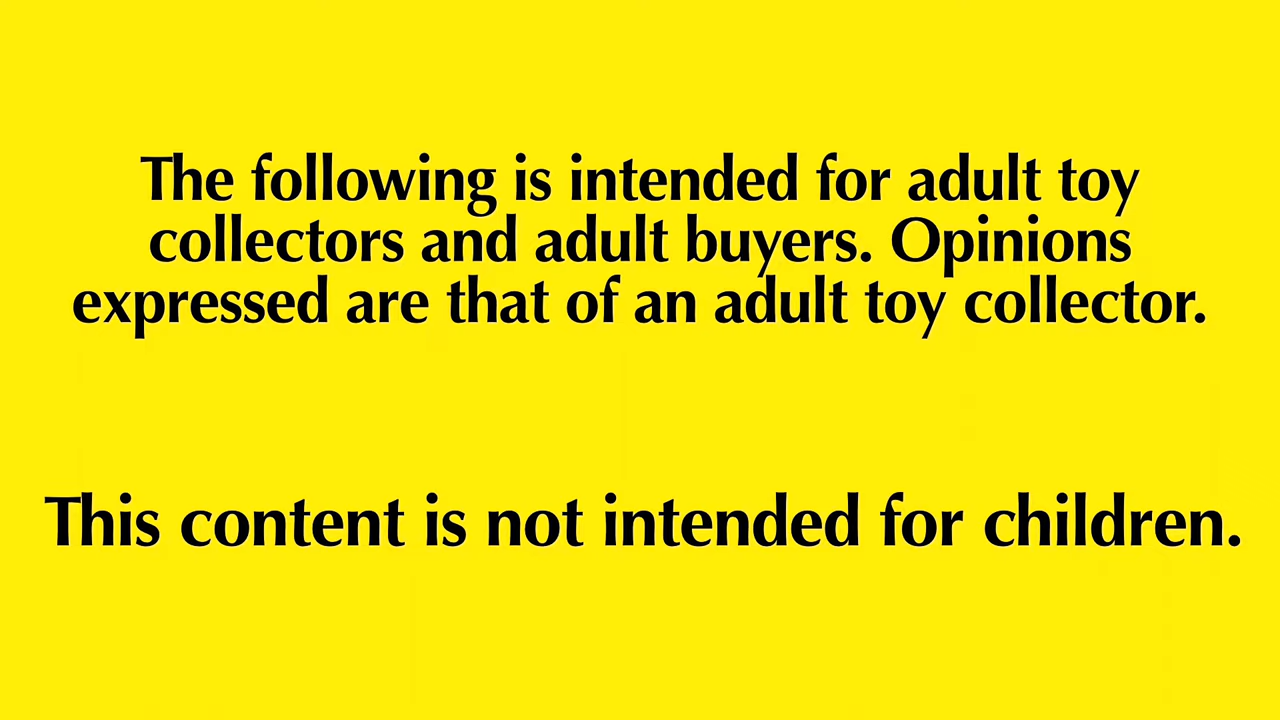 The following is intended for adult toy
collectors and adult buyers. Opinions
expressed are that of an adult toy collector.
This content is not intended for children.